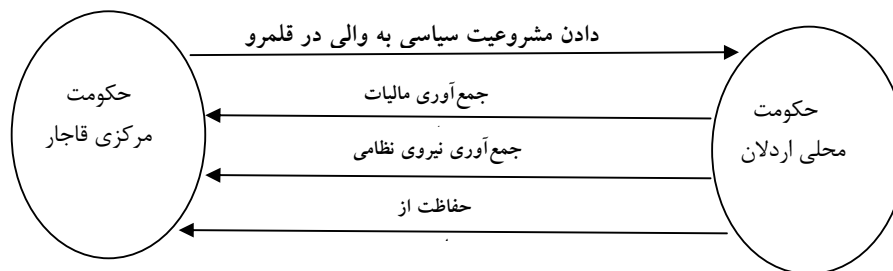 دادن مشروعیت سیاسی به والی در قلمرو
حکومت
مرکزی قاجار
جمع‌آوری مالیات
حکومت
محلی اردلان
جمع‌آوری نیروی نظامی
حفاظت از